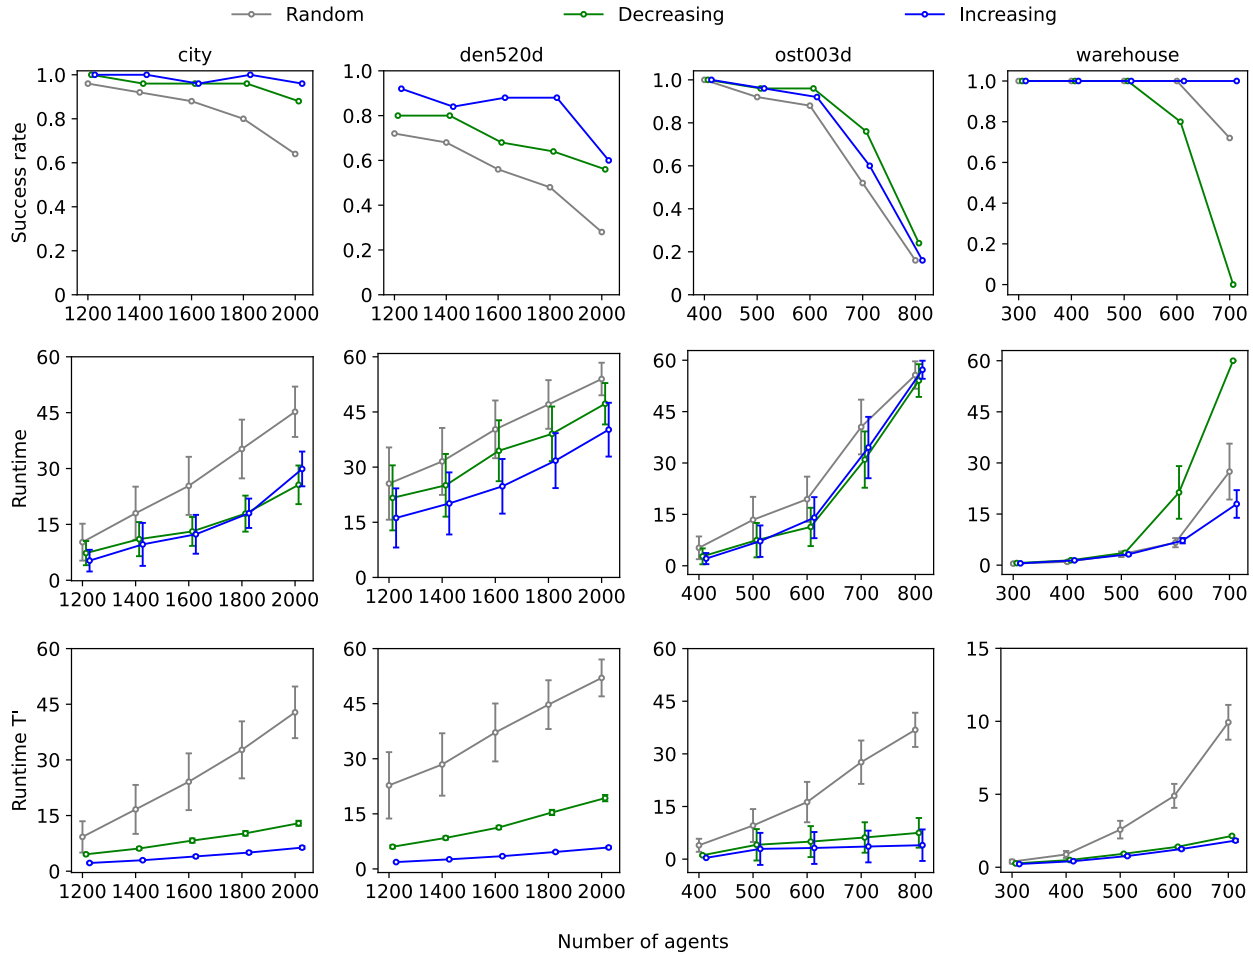 Random Decreasing Increasing
city den520d ost003d warehouse
Success rate
1.0 0.8 0.6 0.4 0.2 0
1200 1400 1600 1800 2000
1.0 0.8 0.6 0.4 0.2 0
1200 1400 1600 1800 2000
1.0 0.8 0.6 0.4 0.2 0
400 500 600 700 800
1.0 0.8 0.6 0.4 0.2 0
300 400 500 600 700
Runtime
60 45 30 15 0
1200 1400 1600 1800 2000
60 45 30 15 0
1200 1400 1600 1800 2000
60 45 30 15 0
400 500 600 700 800
60 45 30 15 0
300 400 500 600 700
Runtime T'
60 45 30 15 0
1200 1400 1600 1800 2000
60 45 30 15 0
1200 1400 1600 1800 2000
60 45 30 15 0
400 500 600 700 800
15 10 5 0
300 400 500 600 700
Number of agents